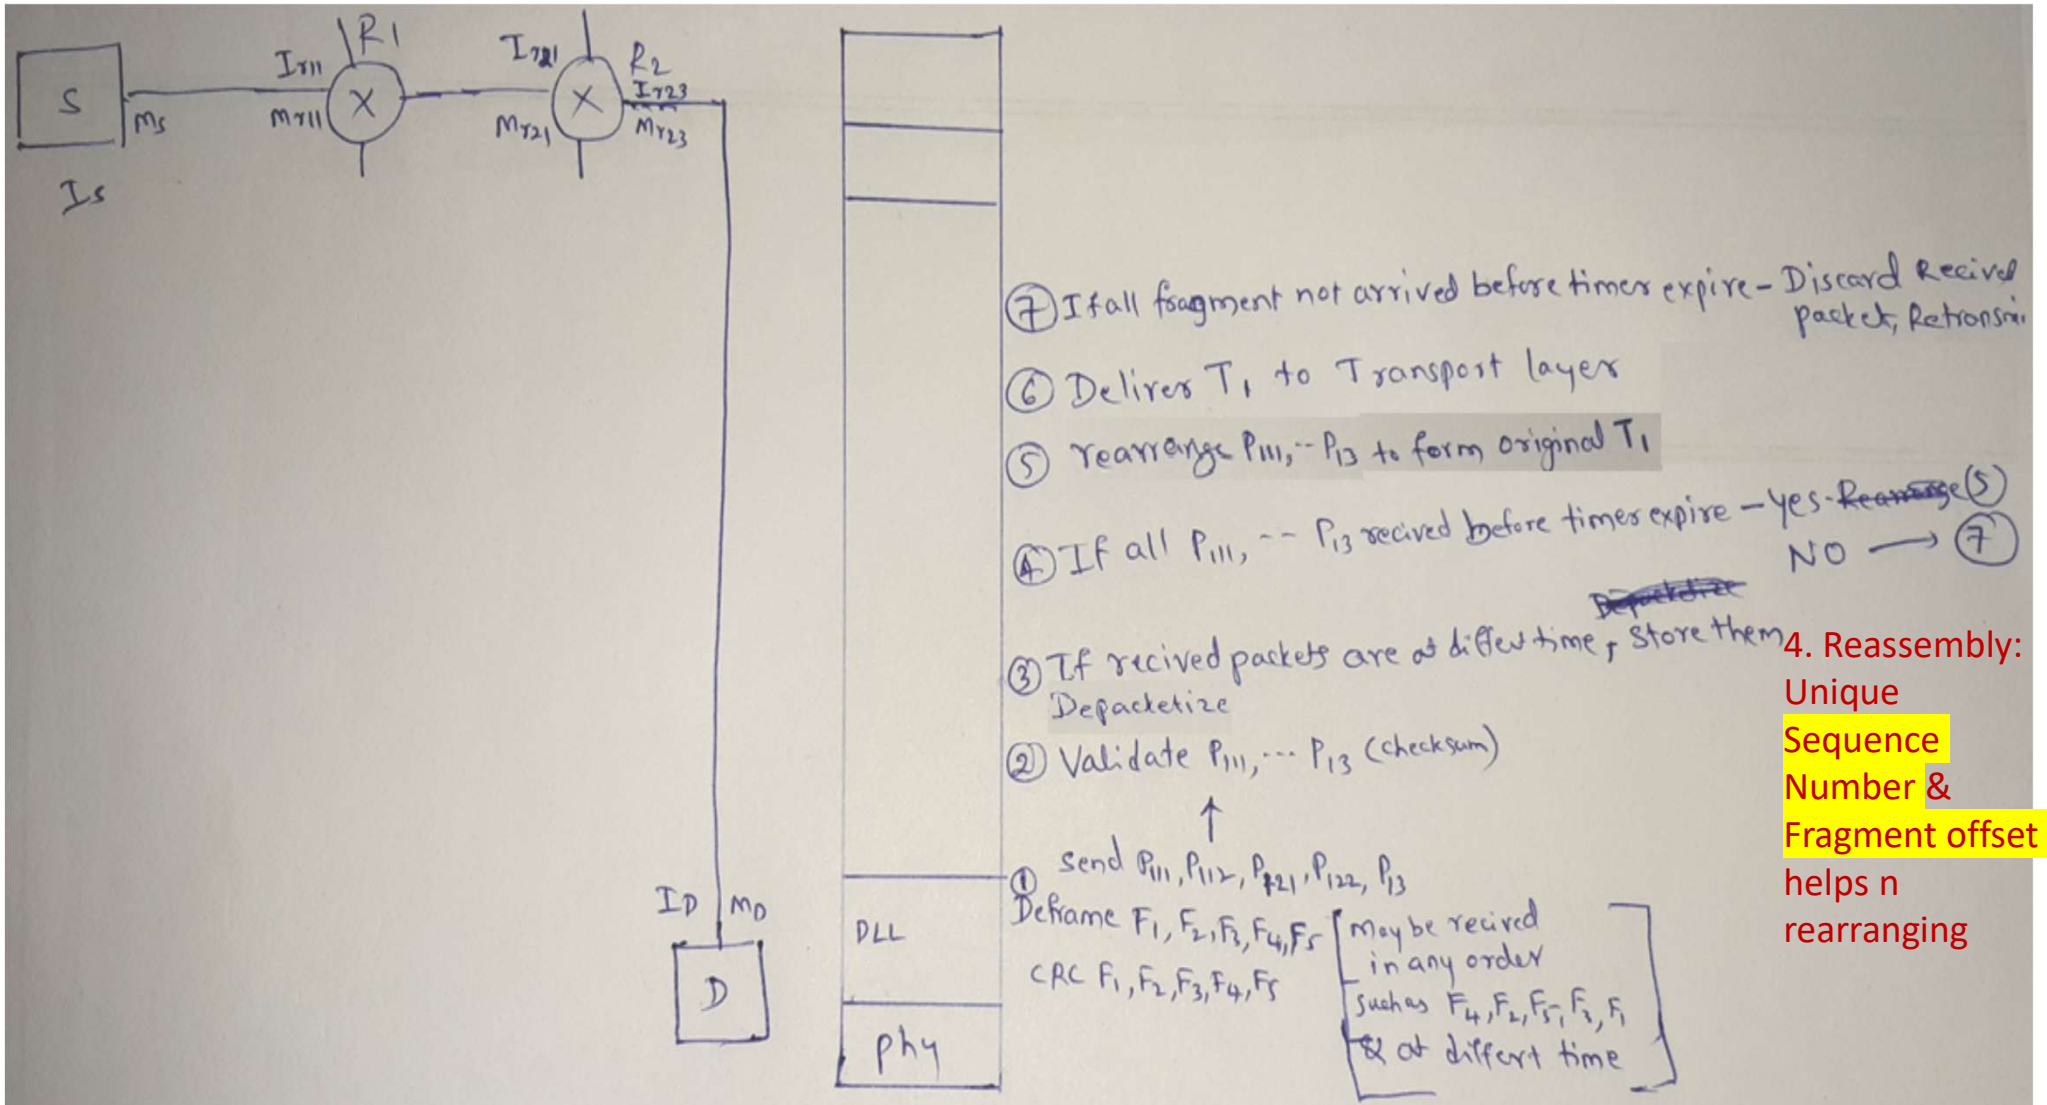 S
Ms
Is
Ir11
Mr11
R1
X
Ir21
Mr21
X
R2
Ir23
Mr23
⑦ If all fragment not arrived before timer expire – Discard Recived
packet,
⑥ Deliver T1 to Transport layer
⑤ rearrange P111, -- P13 to form original T1
④ If all P111, -- P13 recived before timer expire – yes - ⑤
NO → ⑦
③ If recived packets are at differt time, Store them
Depacketize
② Validate P111, --- P13 (checksum)
↑
① Send P111, P112, P121, P122, P13
Deframe F1, F2, F3, F4, F5
CRC F1, F2, F3, F4, F5
[may be recived
in any order
such as F4, F2, F5, F3, F1
& at differt time]
DLL
Phy
ID
MD
D
4. Reassembly:
Unique
Sequence
Number &
Fragment offset
helps n
rearranging